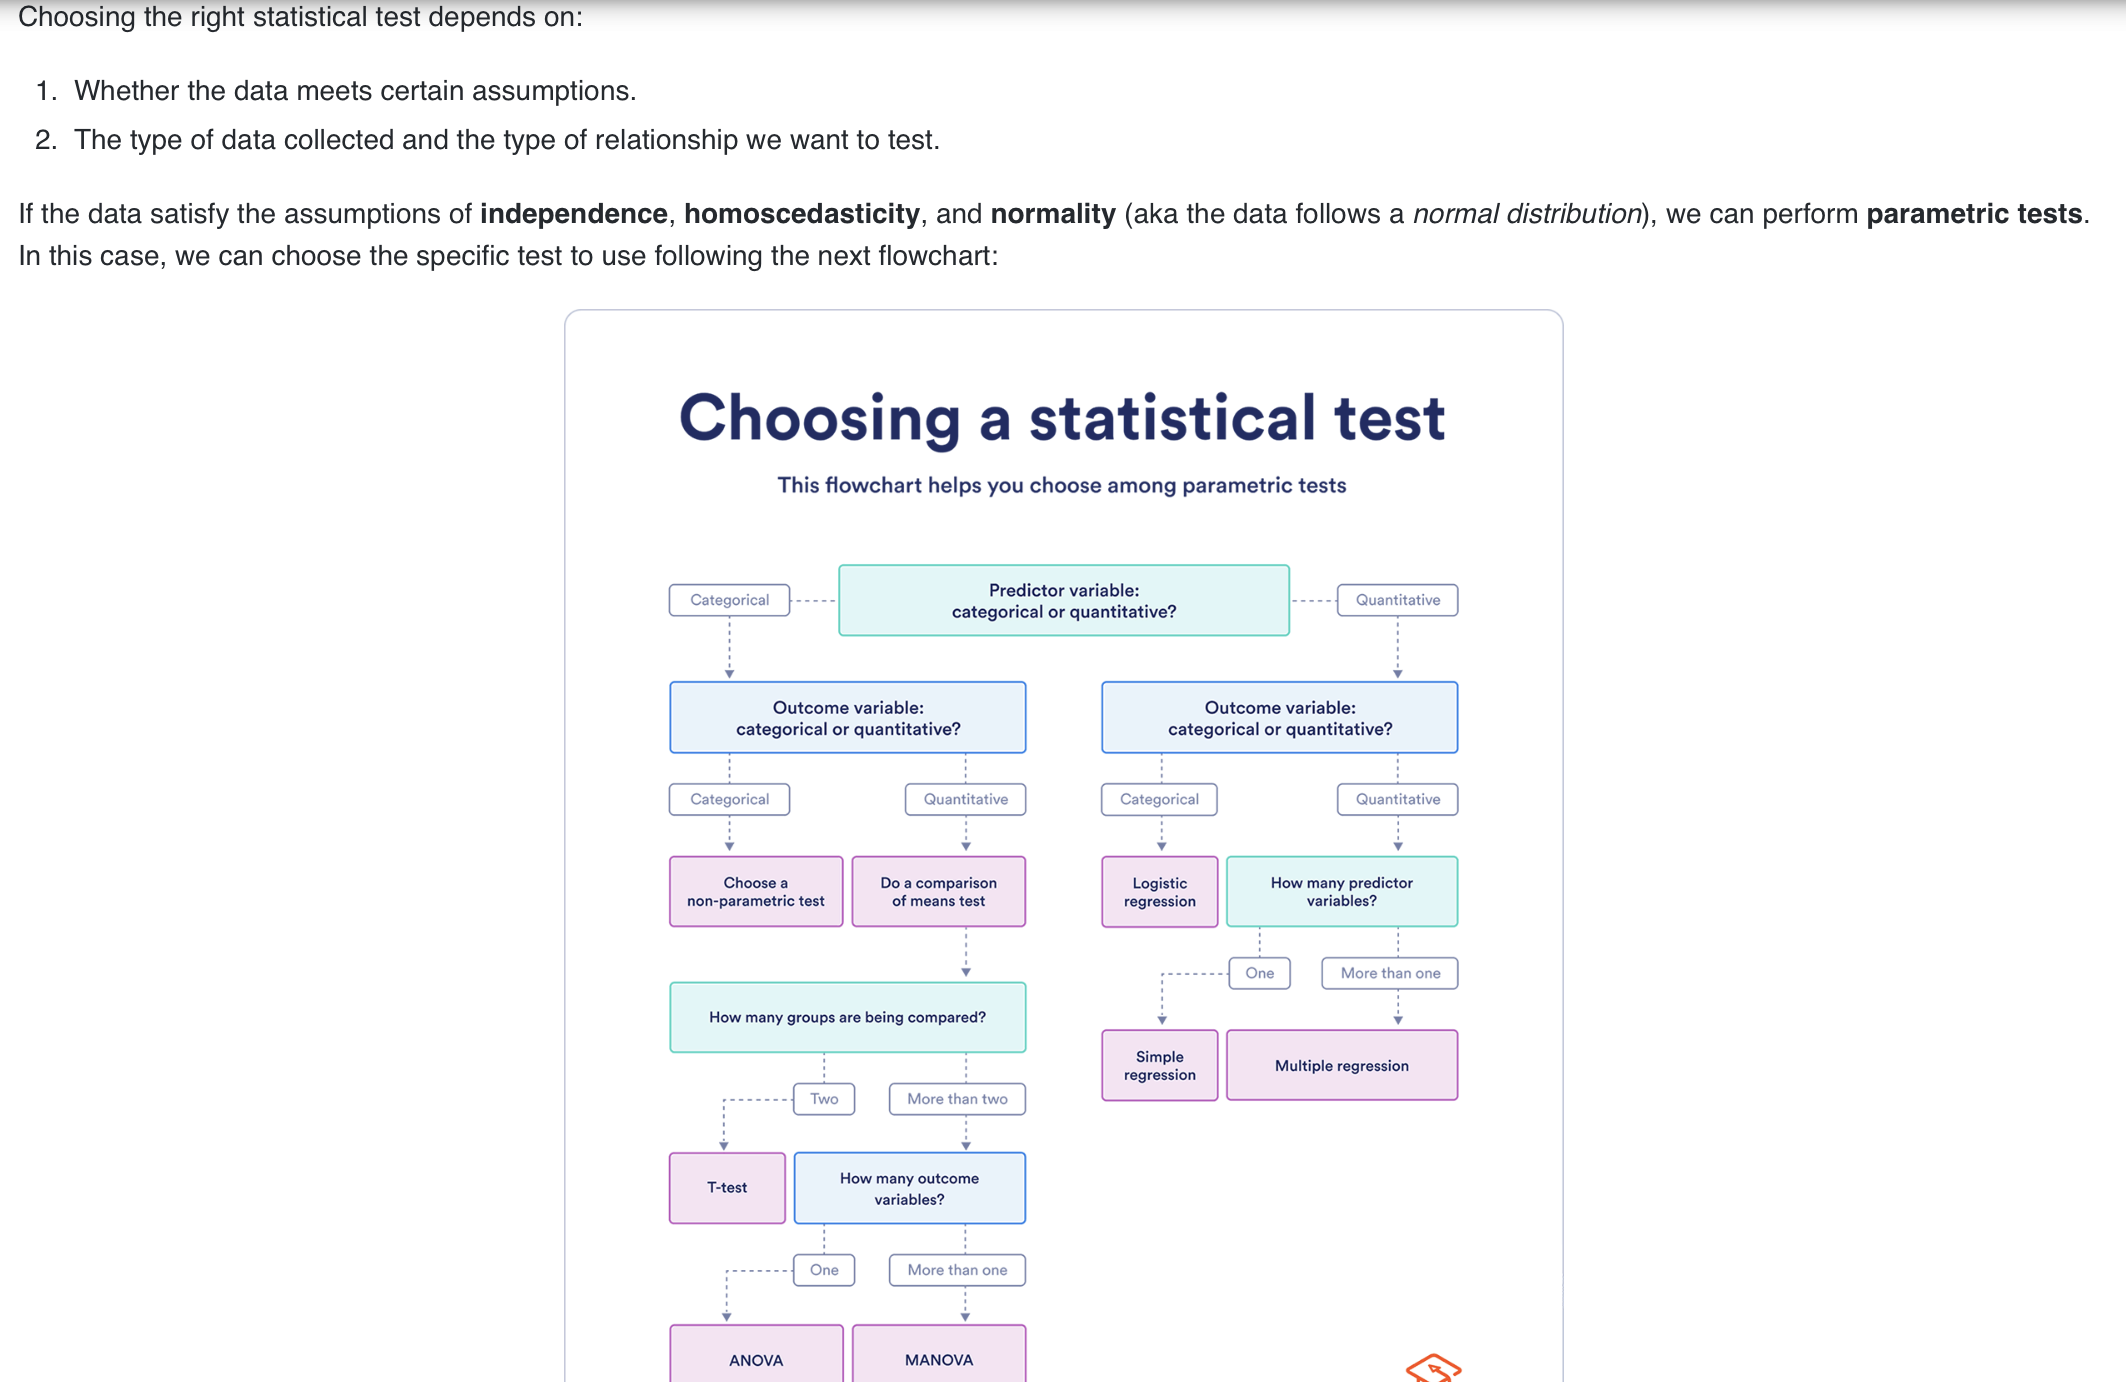 Choosing the right statistical test depends on:
1. Whether the data meets certain assumptions.
2. The type of data collected and the type of relationship we want to test.
If the data satisfy the assumptions of independence, homoscedasticity, and normality (aka the data follows a normal distribution), we can perform parametric tests.
In this case, we can choose the specific test to use following the next flowchart:
Choosing a statistical test
This flowchart helps you choose among parametric tests
Categorical
Predictor variable:
categorical or quantitative?
Quantitative
Outcome variable:
categorical or quantitative?
Outcome variable:
categorical or quantitative?
Categorical
Quantitative
Categorical
Quantitative
Choose a
non-parametric test
Do a comparison
of means test
Logistic
regression
How many predictor
variables?
One
More than one
How many groups are being compared?
Simple
regression
Multiple regression
Two
More than two
T-test
How many outcome
variables?
One
More than one
ANOVA
MANOVA